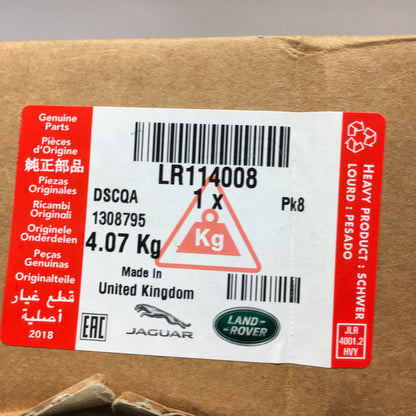 Genuine
Parts
Pièces
d'Origine
純正部品
Piezas
Originales
Ricambi
Originali
Originele
Onderdelen
Peças
Genuinas
Originalteile
قطع غيار
أصلية
2018
LR114008
DSCQA
1 x
Pk8
1308795
4.07 Kg
Kg
Made in
United Kingdom
EAC
JAGUAR
LAND-
-ROVER
HEAVY PRODUCT : SCHWER
LOURD : PESADO
JLR
4001.2
HVY